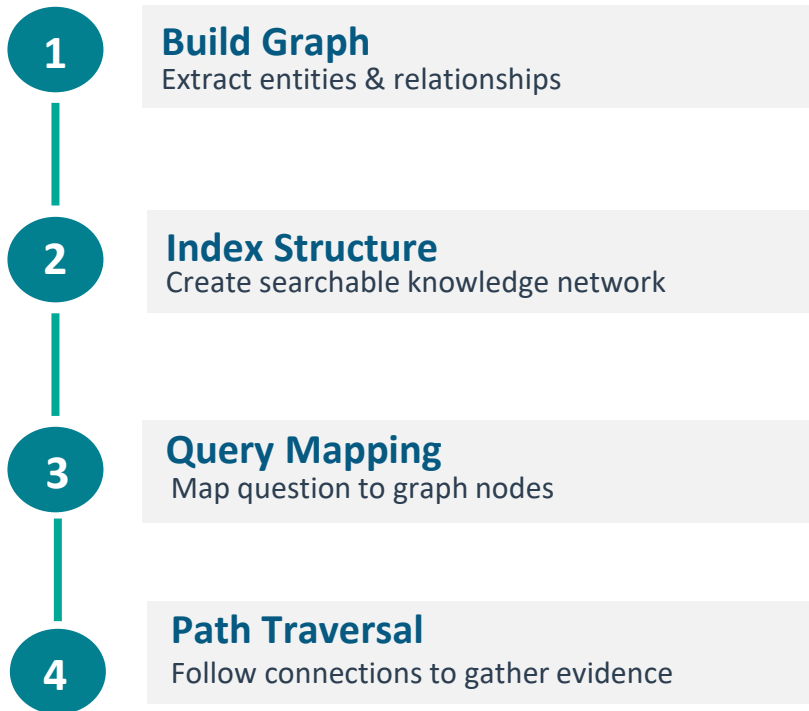 1
Build Graph
Extract entities & relationships
2
Index Structure
Create searchable knowledge network
3
Query Mapping
Map question to graph nodes
4
Path Traversal
Follow connections to gather evidence